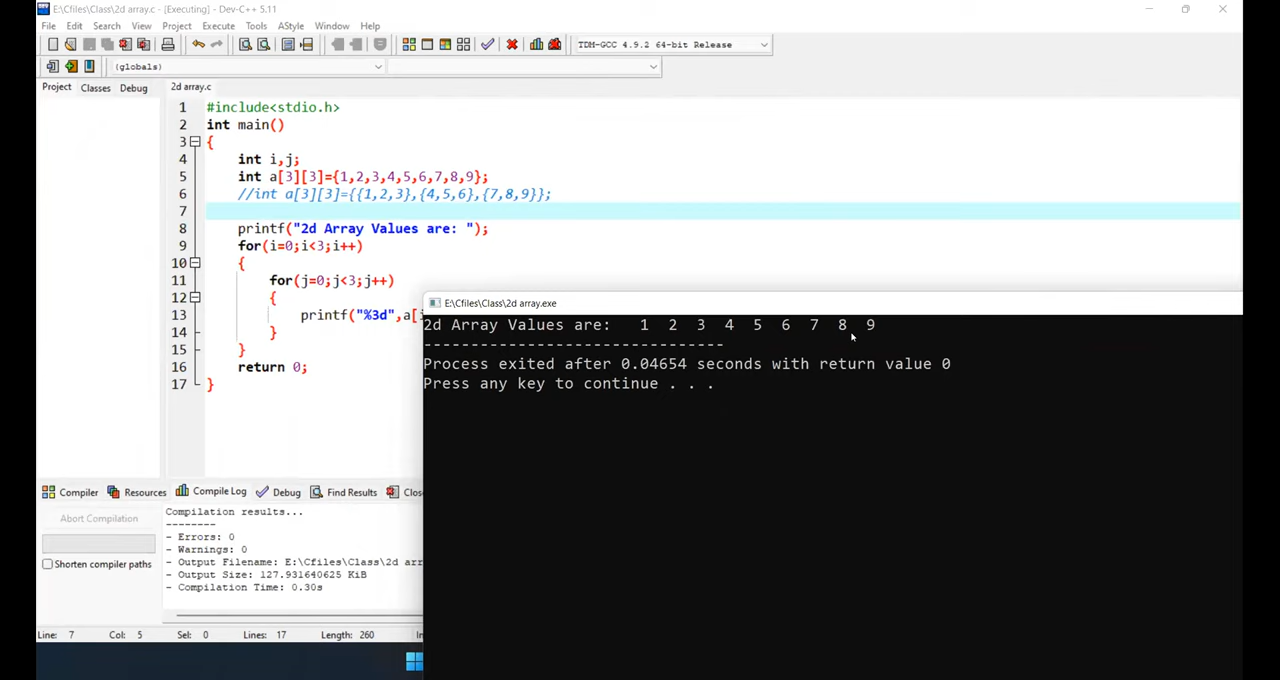 E:\Cfiles\Class\2d array.c - [Executing] - Dev-C++ 5.11
File Edit Search View Project Execute Tools AStyle Window Help
TDM-GCC 4.9.2 64-bit Release
(globals)
Project Classes Debug 2d array.c
1 #include<stdio.h>
2 int main()
3 {
4 int i,j;
5 int a[3][3]={1,2,3,4,5,6,7,8,9};
6 //int a[3][3]={{1,2,3},{4,5,6},{7,8,9}};
7
8 printf("2d Array Values are: ");
9 for(i=0;i<3;i++)
10 {
11 for(j=0;j<3;j++)
12 {
13 printf("%3d",a[
14 }
15 }
16 return 0;
17 }
E:\Cfiles\Class\2d array.exe
2d Array Values are:   1  2  3  4  5  6  7  8  9
--------------------------------
Process exited after 0.04654 seconds with return value 0
Press any key to continue . . .
Compiler Resources Compile Log Debug Find Results Clos
Abort Compilation
Shorten compiler paths
Compilation results...
--------
- Errors: 0
- Warnings: 0
- Output Filename: E:\Cfiles\Class\2d arr
- Output Size: 127.931640625 KiB
- Compilation Time: 0.30s
Line: 7 Col: 5 Sel: 0 Lines: 17 Length: 260 In